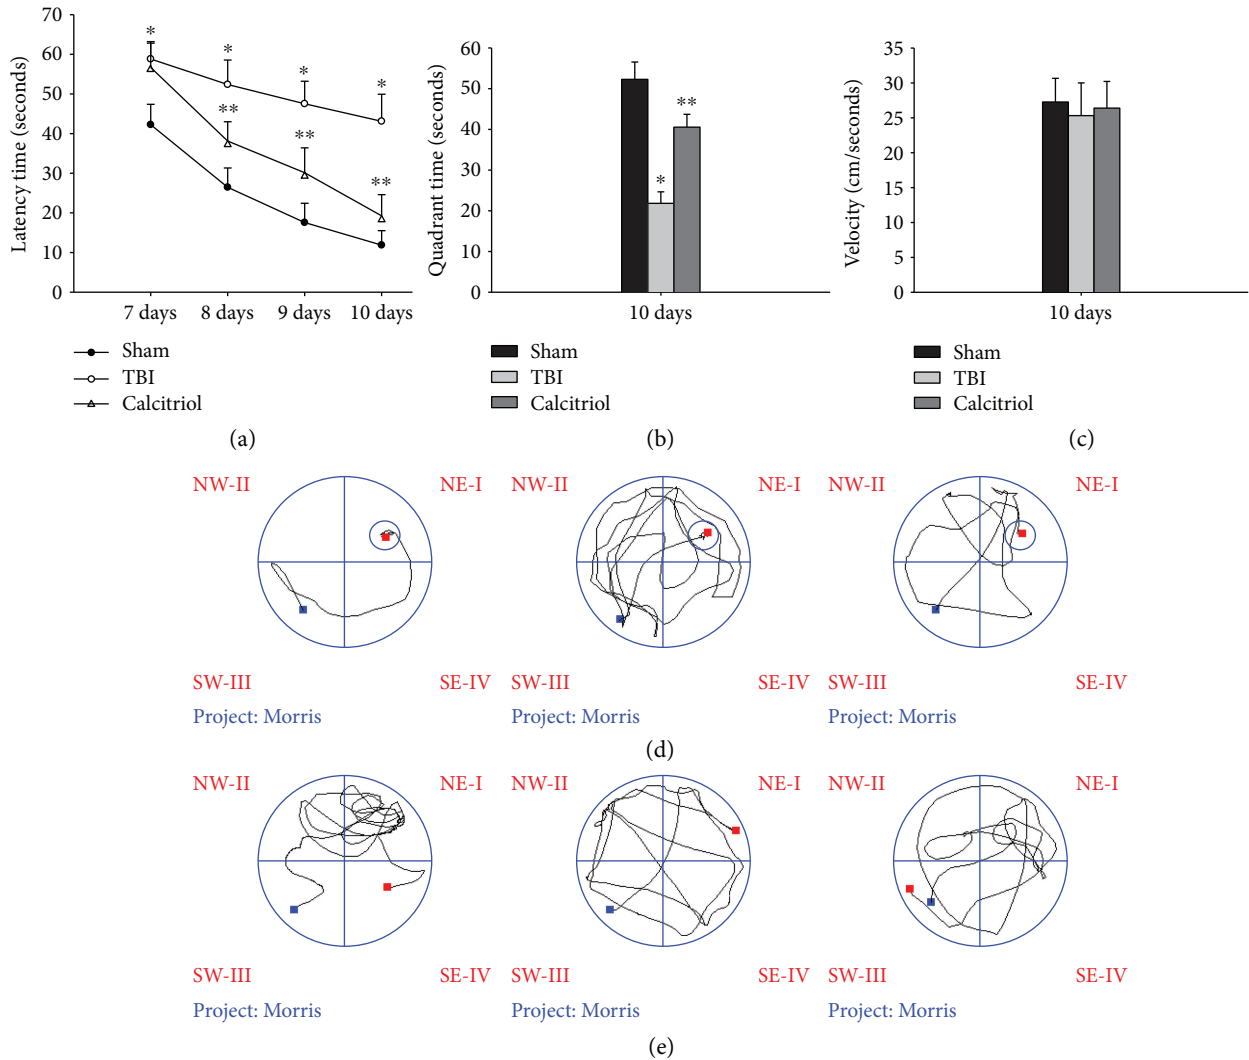 Latency time (seconds)
70
60
50
40
30
20
10
0
*
*
*
*
**
**
**
7 days 8 days 9 days 10 days
Sham
TBI
Calcitriol
(a)
Quadrant time (seconds)
60
50
40
30
20
10
0
*
**
10 days
Sham
TBI
Calcitriol
(b)
Velocity (cm/seconds)
35
30
25
20
15
10
5
0
10 days
Sham
TBI
Calcitriol
(c)
NW-II NE-I NW-II NE-I NW-II NE-I
SW-III SE-IV SW-III SE-IV SW-III SE-IV
Project: Morris Project: Morris Project: Morris
(d)
NW-II NE-I NW-II NE-I NW-II NE-I
SW-III SE-IV SW-III SE-IV SW-III SE-IV
Project: Morris Project: Morris Project: Morris
(e)